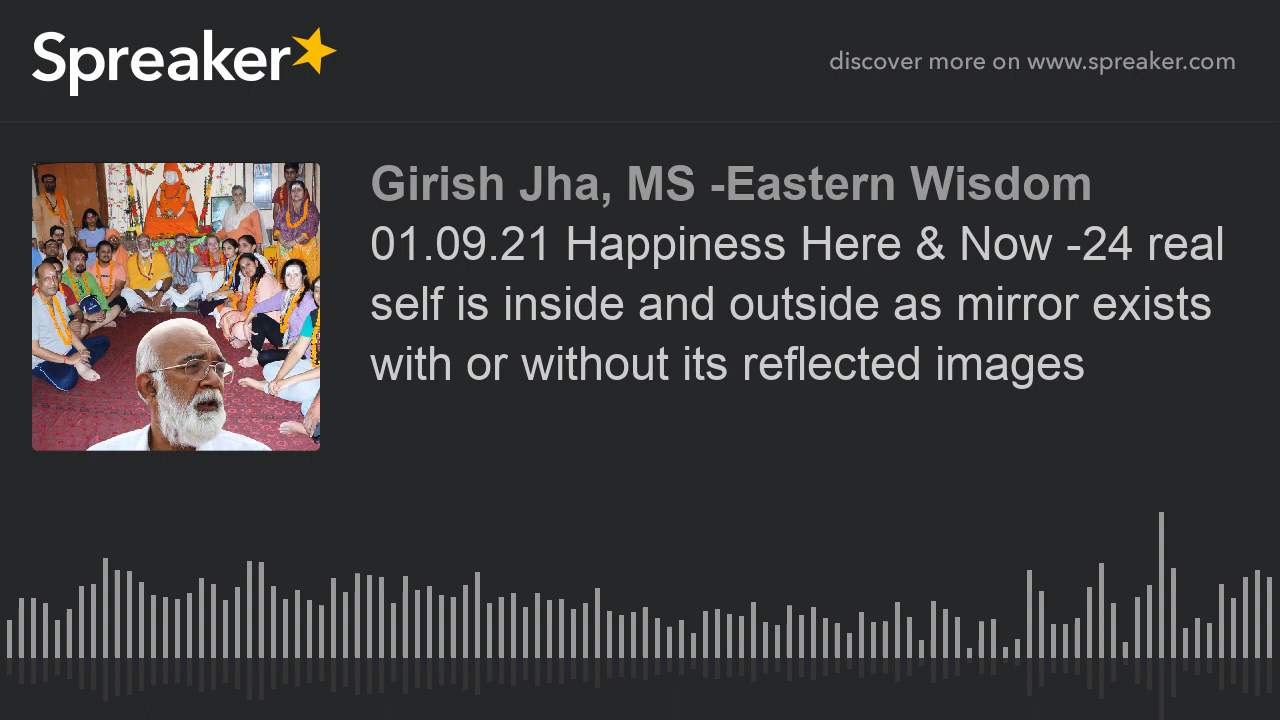 Spreaker
discover more on www.spreaker.com
Girish Jha, MS -Eastern Wisdom
01.09.21 Happiness Here & Now -24 real
self is inside and outside as mirror exists
with or without its reflected images